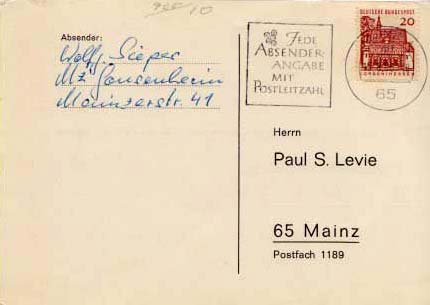 Absender:
Wolf-Sieper
Mz Gonsenheim
Mainzerstr. 41
JEDE
ABSENDER-
ANGABE
MIT
POSTLEITZAHL
DEUTSCHE BUNDESPOST
20
65
Herrn
Paul S. Levie
65 Mainz
Postfach 1189